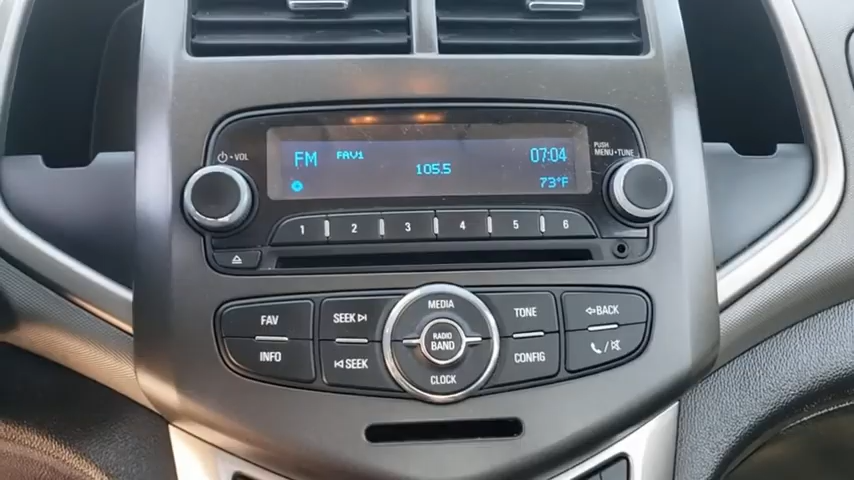 VOL
FM FAV1 07:04
105.5
73°F
PUSH
MENU • TUNE
1 2 3 4 5 6
MEDIA
FAV SEEK TONE BACK
RADIO
BAND
INFO SEEK CONFIG
CLOCK